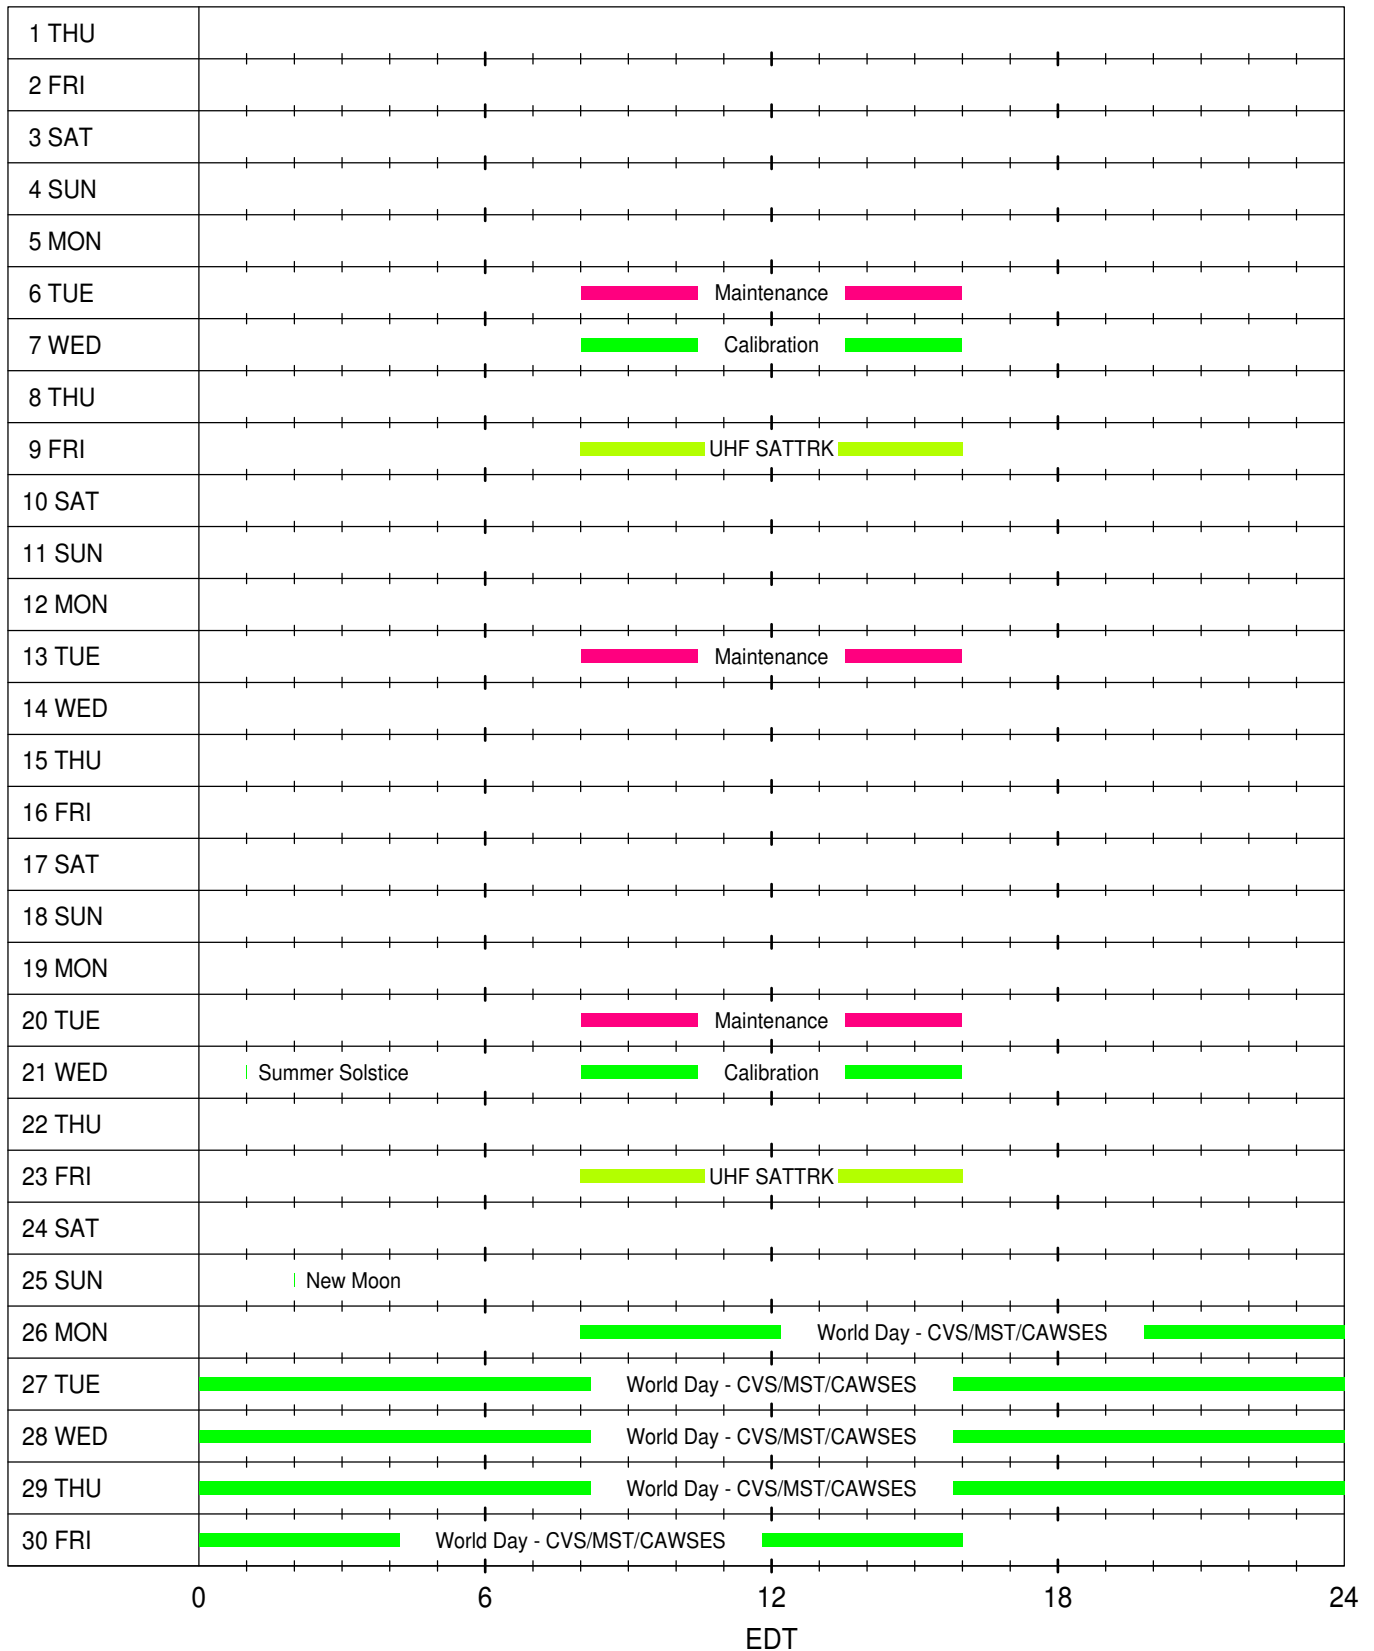 1 THU
2 FRI
3 SAT
4 SUN
5 MON
6 TUE Maintenance
7 WED Calibration
8 THU
9 FRI UHF SATTRK
10 SAT
11 SUN
12 MON
13 TUE Maintenance
14 WED
15 THU
16 FRI
17 SAT
18 SUN
19 MON
20 TUE Maintenance
21 WED Summer Solstice Calibration
22 THU
23 FRI UHF SATTRK
24 SAT
25 SUN New Moon
26 MON World Day - CVS/MST/CAWSES
27 TUE World Day - CVS/MST/CAWSES
28 WED World Day - CVS/MST/CAWSES
29 THU World Day - CVS/MST/CAWSES
30 FRI World Day - CVS/MST/CAWSES
0 6 12 18 24
EDT